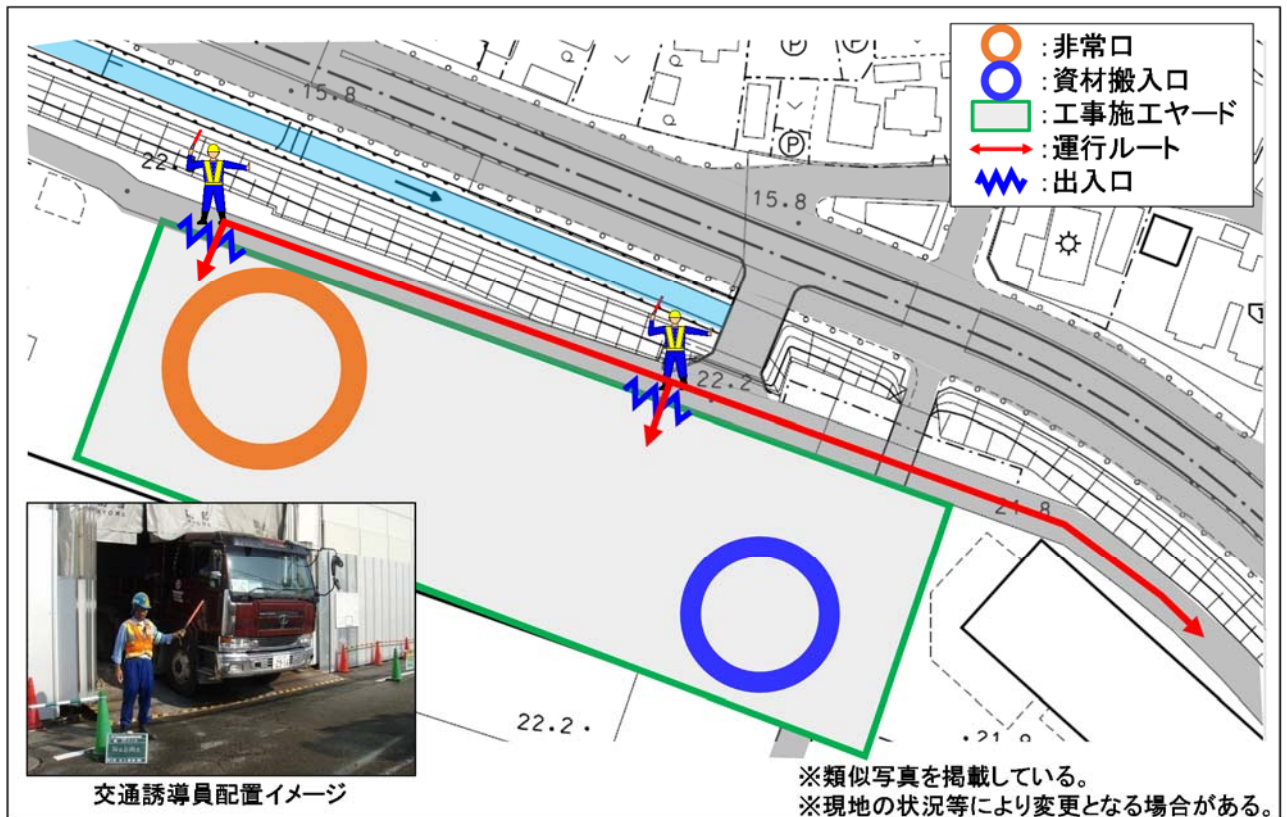 :非常口
:資材搬入口
:工事施工ヤード
:運行ルート
:出入口
P
P
P
15.8
15.8
22.
22.2
21.8
22.2
交通誘導員配置イメージ
※類似写真を掲載している。
※現地の状況等により変更となる場合がある。